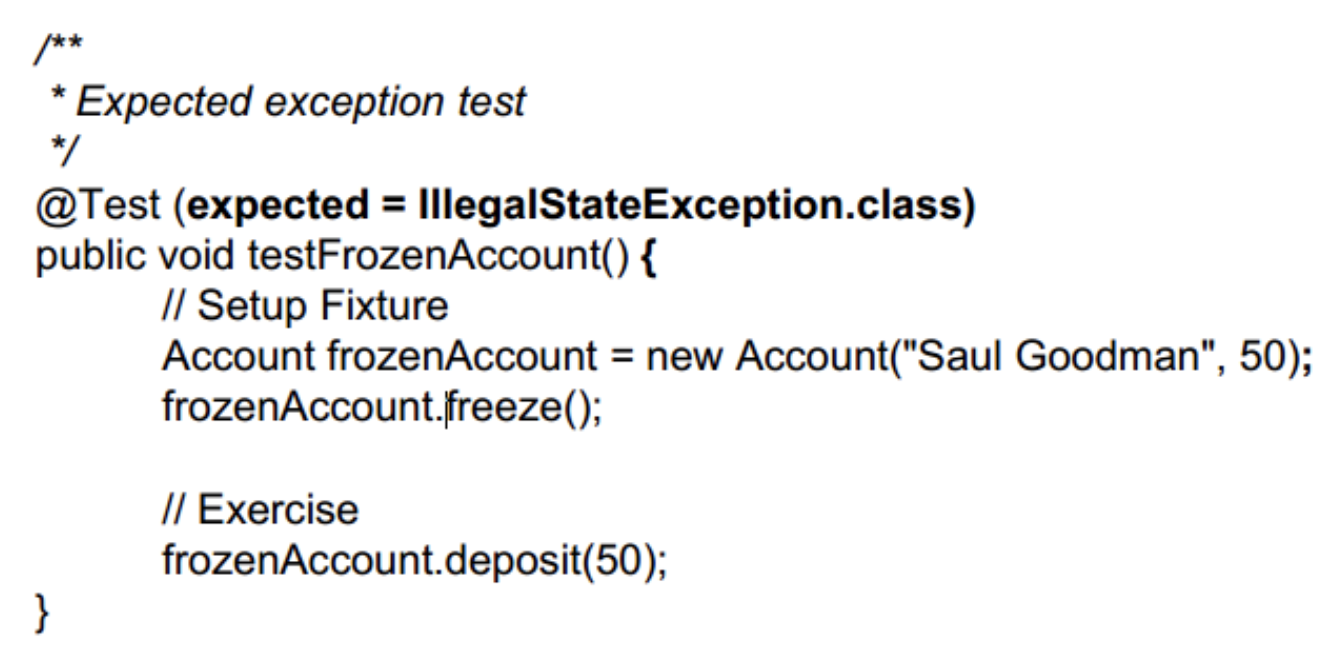 /**
* Expected exception test
*/
@Test (expected = IllegalStateException.class)
public void testFrozenAccount() {
// Setup Fixture
Account frozenAccount = new Account("Saul Goodman", 50);
frozenAccount.freeze();
// Exercise
frozenAccount.deposit(50);
}